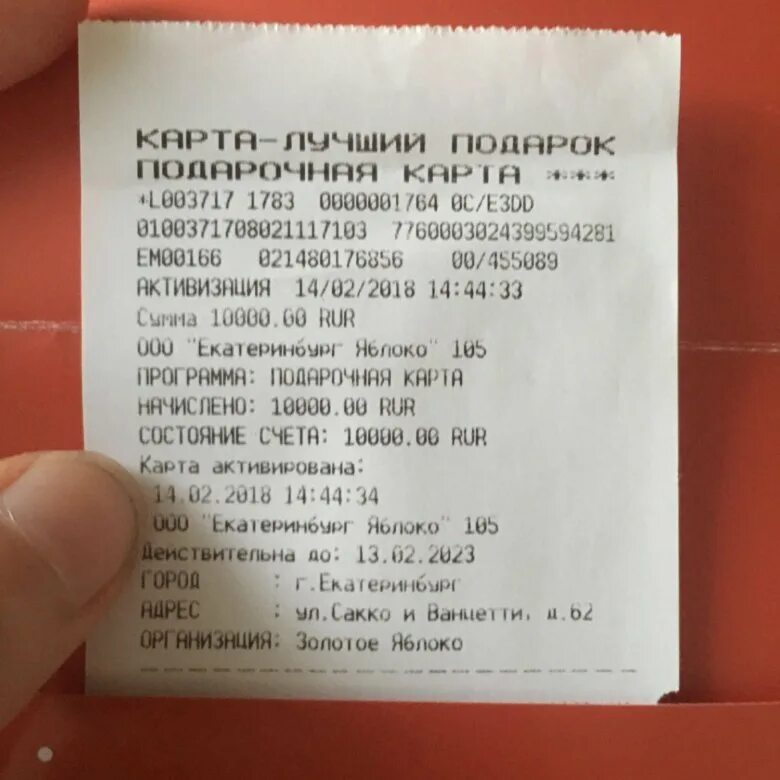 КАРТА-ЛУЧШИЙ ПОДАРОК
ПОДАРОЧНАЯ КАРТА ***
*L003717 1783 0000001764 0C/E3DD
0100371708021117103 7760003024399594281
EM00166 021480176856 00/455089
АКТИВИЗАЦИЯ 14/02/2018 14:44:33
Сумма 10000.00 RUR
ООО "Екатеринбург Яблоко" 105
ПРОГРАММА: ПОДАРОЧНАЯ КАРТА
НАЧИСЛЕНО: 10000.00 RUR
СОСТОЯНИЕ СЧЕТА: 10000.00 RUR
Карта активирована:
14.02.2018 14:44:34
ООО "Екатеринбург Яблоко" 105
Действительна до: 13.02.2023
ГОРОД : г.Екатеринбург
АДРЕС : ул.Сакко и Ванцетти, д.62
ОРГАНИЗАЦИЯ: Золотое Яблоко